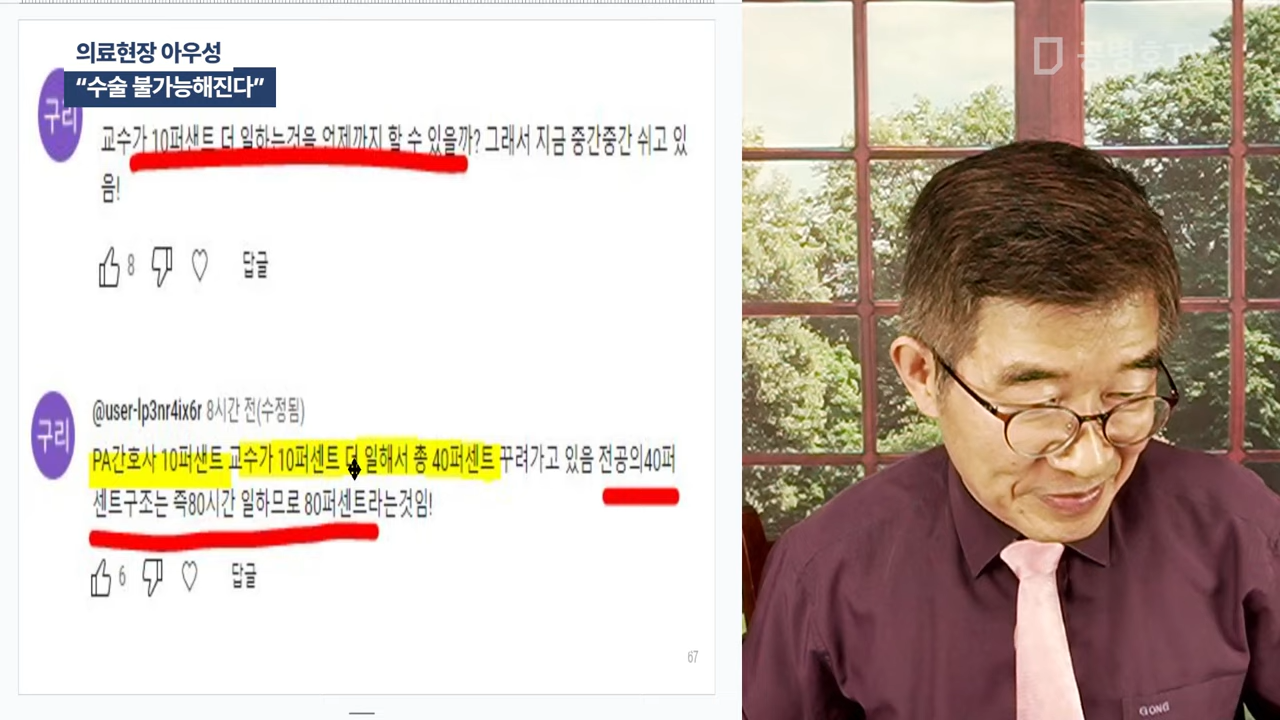 의료현장 아우성
“수술 불가능해진다”
공병호TV
구리
교수가 10퍼센트 더 일하는것을 언제까지 할 수 있을까? 그래서 지금 중간중간 쉬고 있
음!
8
답글
구리
@user-lp3nr4ix6r 8시간 전(수정됨)
PA간호사 10퍼샌트 교수가 10퍼센트 더 일해서 총 40퍼센트 꾸려가고 있음 전공의40퍼
센트구조는 즉80시간 일하므로 80퍼센트라는것임!
6
답글
67
GONG